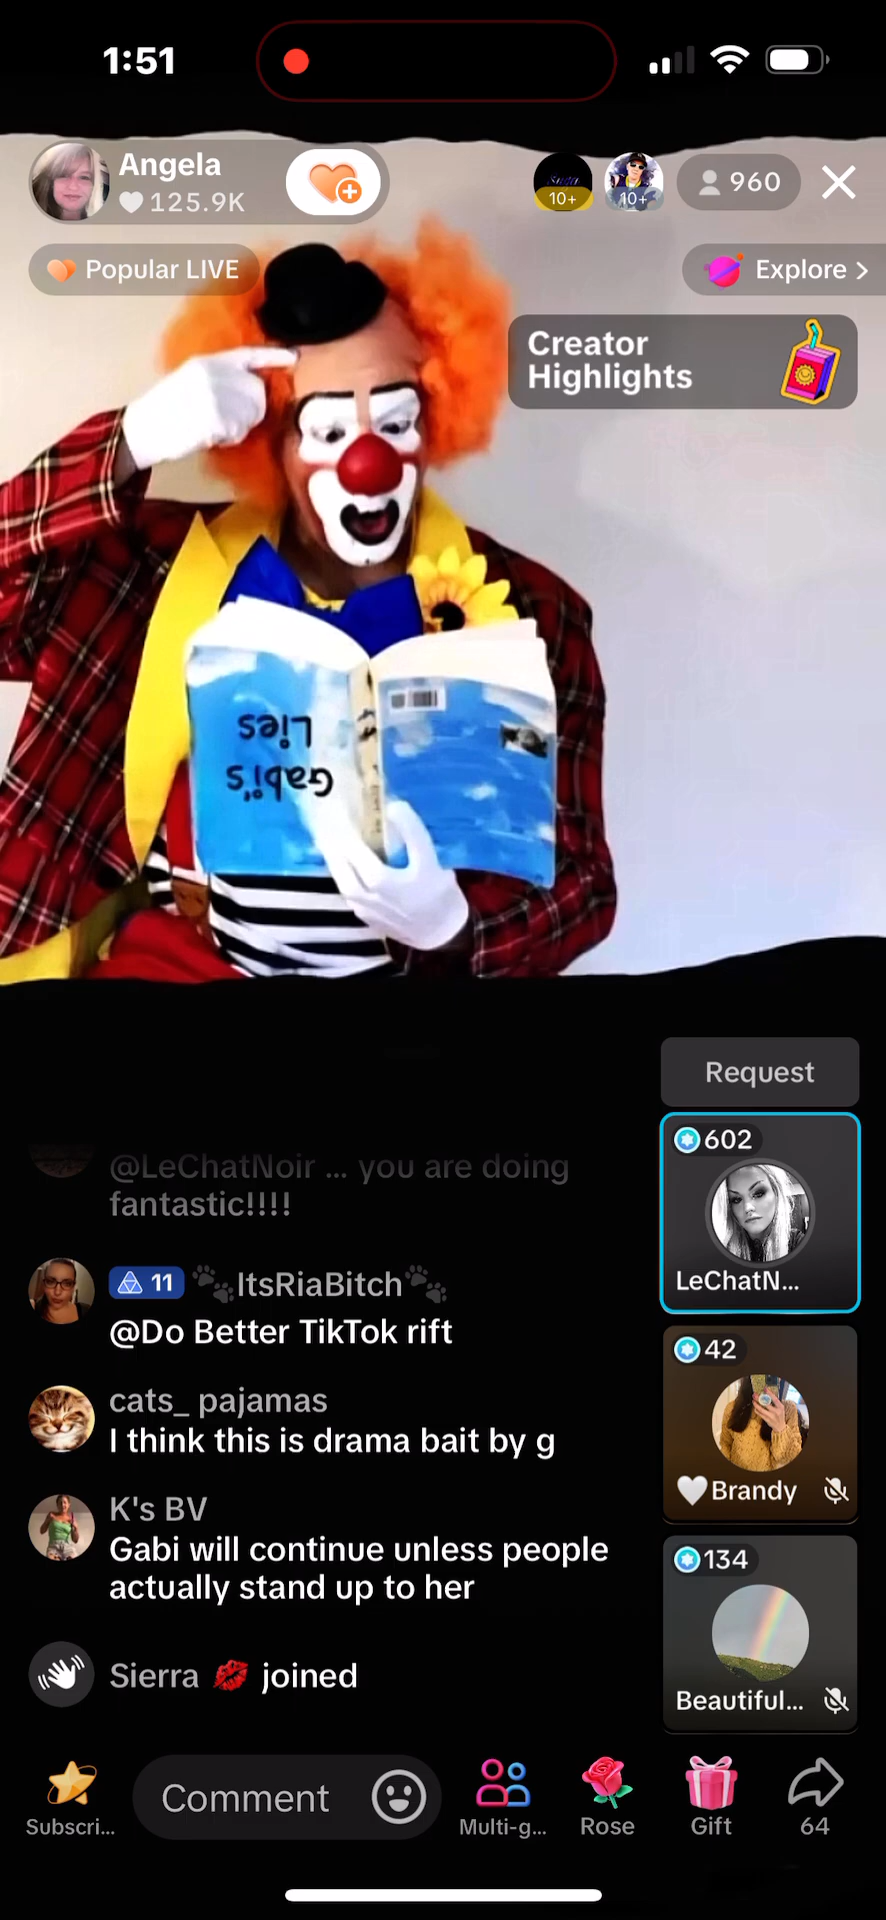 1:51
Angela
125.9K
10+
10+
960
Popular LIVE
Explore >
Creator
Highlights
Gabi's
Lies
Request
@LeChatNoir ... you are doing
fantastic!!!!
11 🐾ItsRiaBitch🐾
@Do Better TikTok rift
cats_ pajamas
I think this is drama bait by g
K's BV
Gabi will continue unless people
actually stand up to her
Sierra 💋 joined
602
LeChatN...
42
🤍Brandy
134
Beautiful...
Subscri...
Comment
Multi-g...
Rose
Gift
64